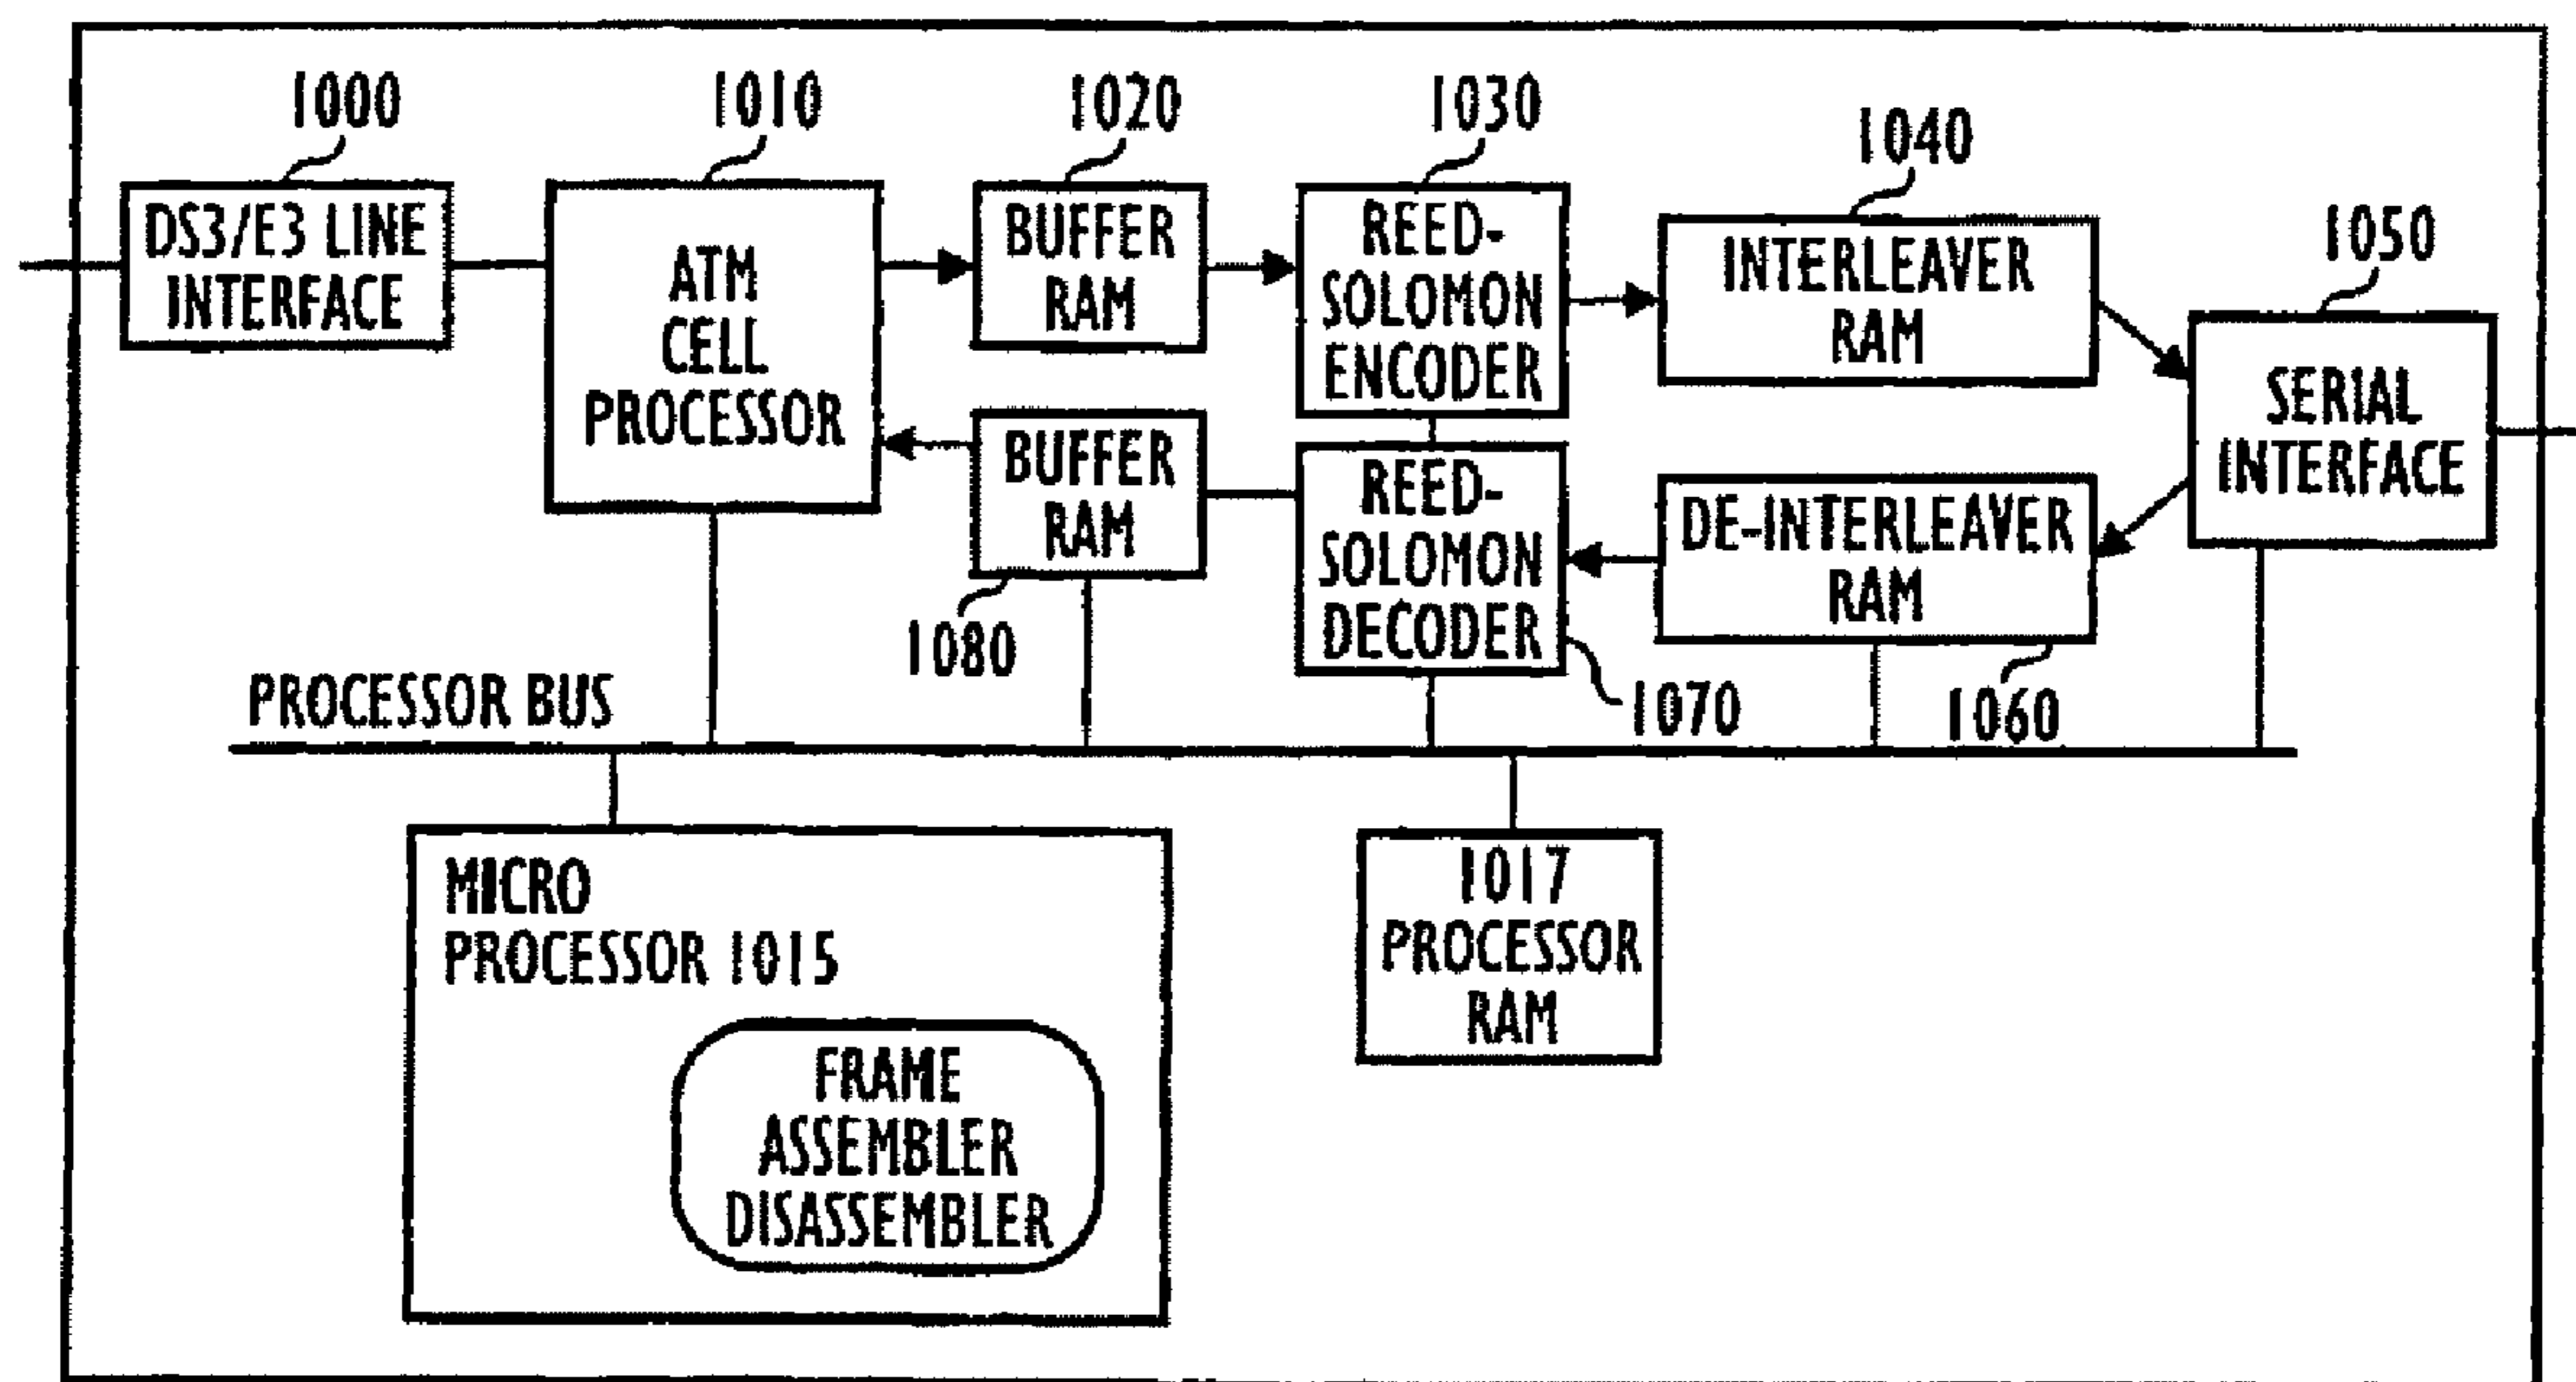 1000
1010
1020
1030
1040
1050
DS3/E3 LINE
INTERFACE
ATM
CELL
PROCESSOR
BUFFER
RAM
REED-
SOLOMON
ENCODER
INTERLEAVER
RAM
SERIAL
INTERFACE
BUFFER
RAM
1080
REED-
SOLOMON
DECODER
1070
DE-INTERLEAVER
RAM
1060
PROCESSOR BUS
MICRO
PROCESSOR 1015
FRAME
ASSEMBLER
DISASSEMBLER
1017
PROCESSOR
RAM